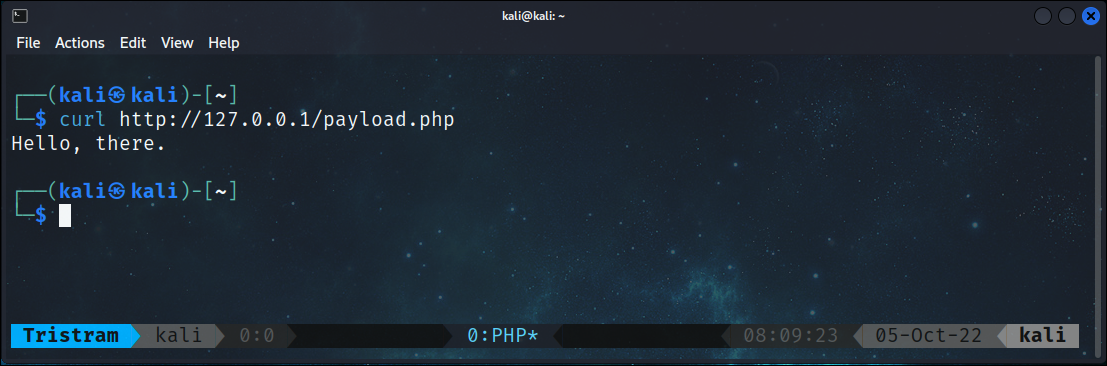 kali@kali: ~
File Actions Edit View Help
┌──(kali㉿kali)-[~]
└─$ curl http://127.0.0.1/payload.php
Hello, there.
┌──(kali㉿kali)-[~]
└─$
Tristram kali 0:0 0:PHP* 08:09:23 05-Oct-22 kali